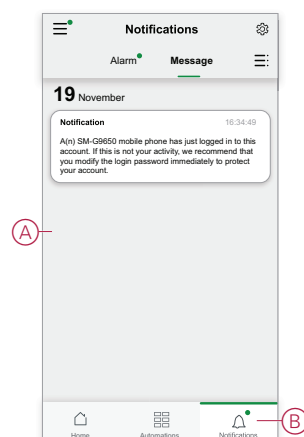 Notifications
Alarm Message
19 November
Notification 16:34:49
A(n) SM-G9650 mobile phone has just logged in to this
account. If this is not your activity, we recommend that
you modify the login password immediately to protect
your account.
A
B
Home Automations Notifications